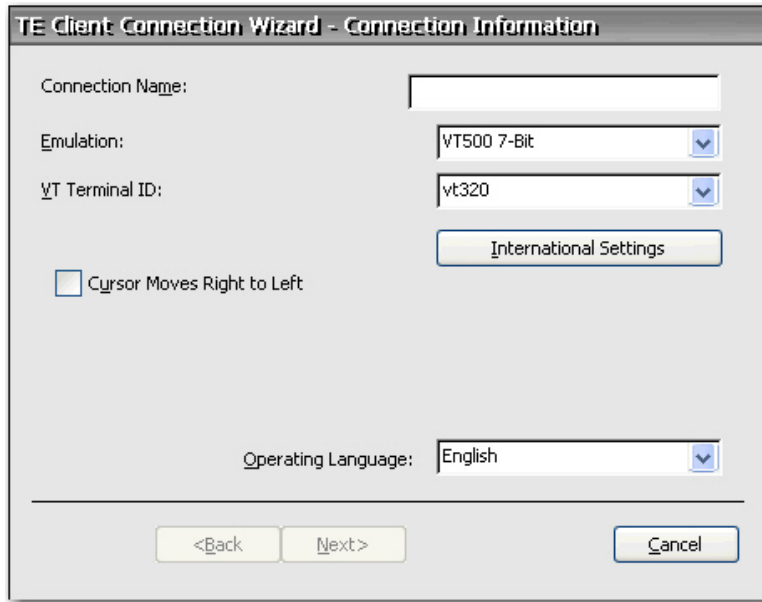 TE Client Connection Wizard - Connection Information
Connection Name:
Emulation: VT500 7-Bit
VT Terminal ID: vt320
International Settings
Cursor Moves Right to Left
Operating Language: English
<Back Next> Cancel